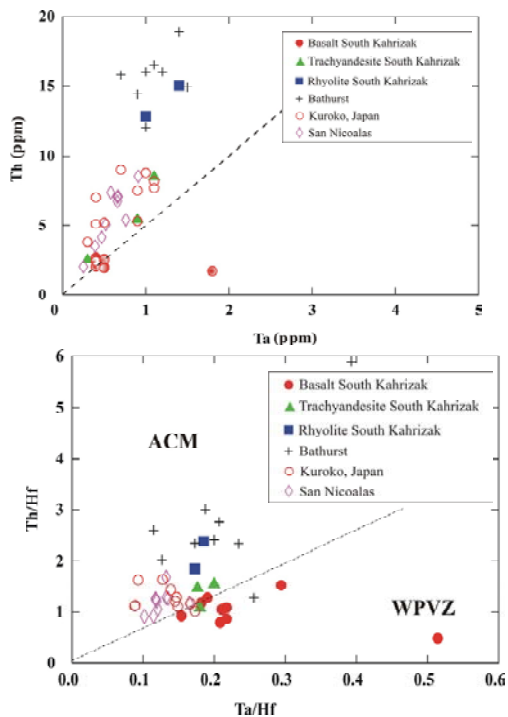 20
15
10
5
0
Th (ppm)
Basalt South Kahrizak
Trachyandesite South Kahrizak
Rhyolite South Kahrizak
Bathurst
Kuroko, Japan
San Nicoalas
0 1 2 3 4 5
Ta (ppm)
6
5
4
3
2
1
0
Th/Hf
ACM
Basalt South Kahrizak
Trachyandesite South Kahrizak
Rhyolite South Kahrizak
Bathurst
Kuroko, Japan
San Nicoalas
WPVZ
0.0 0.1 0.2 0.3 0.4 0.5 0.6
Ta/Hf